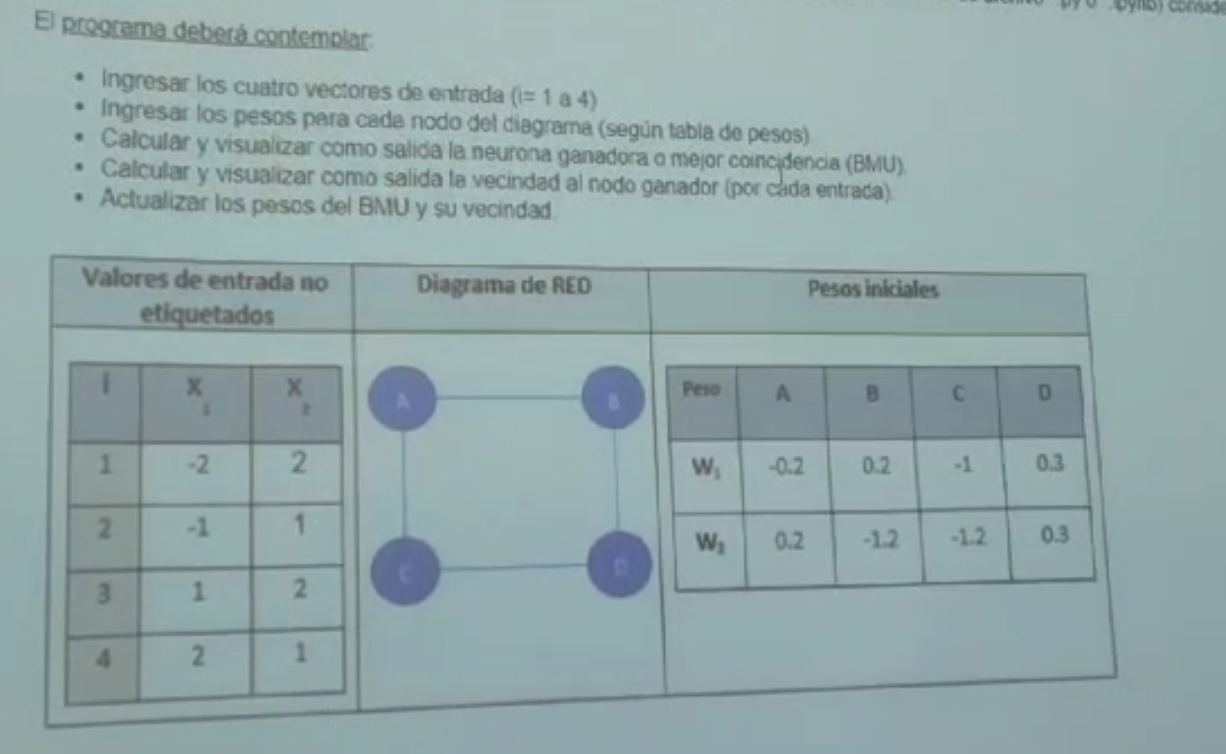 El programa deberá contemplar:
• Ingresar los cuatro vectores de entrada (i= 1 a 4)
• Ingresar los pesos para cada nodo del diagrama (según tabla de pesos)
• Calcular y visualizar como salida la neurona ganadora o mejor coincidencia (BMU).
• Calcular y visualizar como salida la vecindad al nodo ganador (por cada entrada).
• Actualizar los pesos del BMU y su vecindad.
Valores de entrada no etiquetados
Diagrama de RED
Pesos iniciales
i X1 X2
1 -2 2
2 -1 1
3 1 2
4 2 1
A B
C D
Peso A B C D
W1 -0.2 0.2 -1 0.3
W2 0.2 -1.2 -1.2 0.3